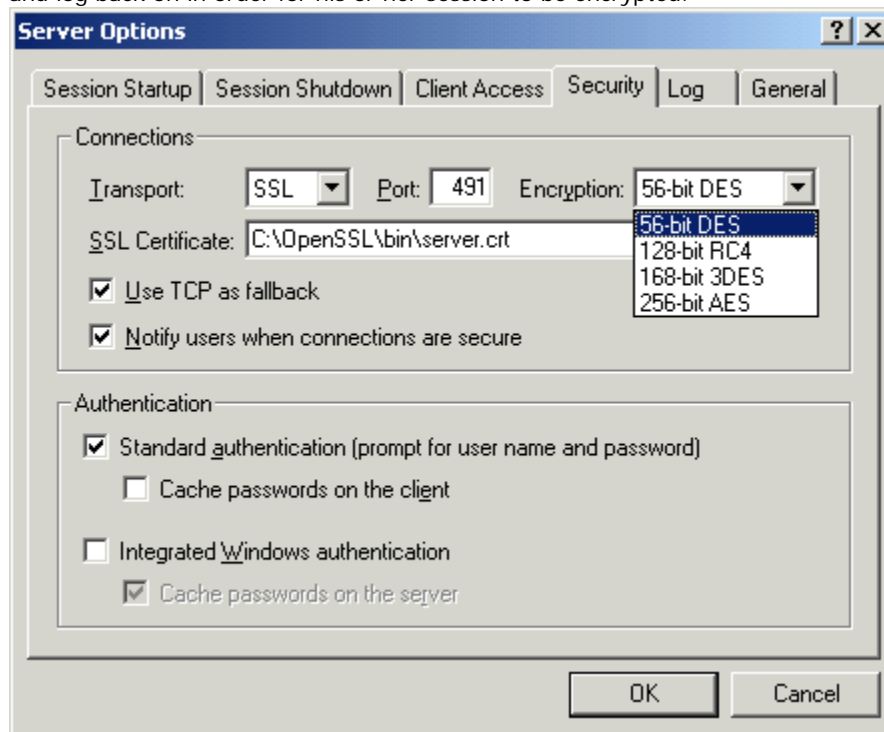 and log back on in order for his or her session to be encrypted.
Server Options
Session Startup Session Shutdown Client Access Security Log General
Connections
Transport: SSL Port: 491 Encryption: 56-bit DES
56-bit DES
SSL Certificate: C:\OpenSSL\bin\server.crt
128-bit RC4
168-bit 3DES
Use TCP as fallback
256-bit AES
Notify users when connections are secure
Authentication
Standard authentication (prompt for user name and password)
Cache passwords on the client
Integrated Windows authentication
Cache passwords on the server
OK Cancel